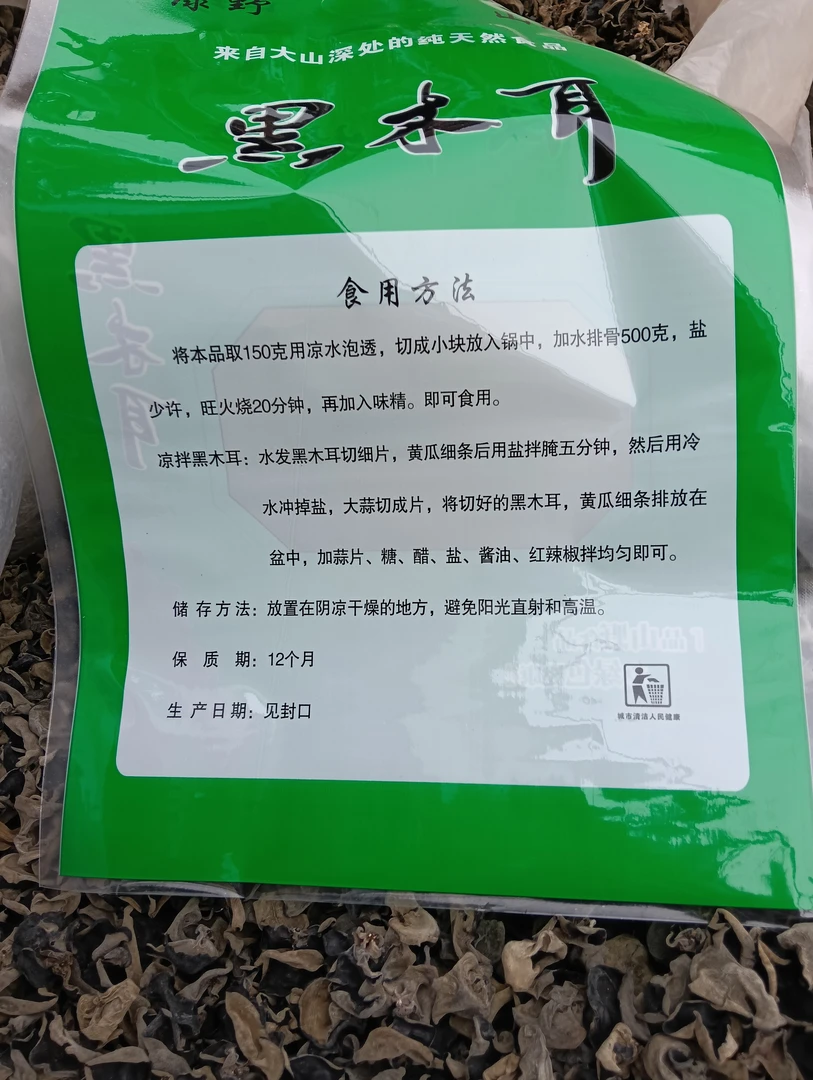 绿野
来自大山深处的纯天然食品
黑木耳
食用方法
将本品取150克用凉水泡透，切成小块放入锅中，加水排骨500克，盐
少许，旺火烧20分钟，再加入味精。即可食用。
凉拌黑木耳：水发黑木耳切细片，黄瓜细条后用盐拌腌五分钟，然后用冷
水冲掉盐，大蒜切成片，将切好的黑木耳，黄瓜细条排放在
盆中，加蒜片、糖、醋、盐、酱油、红辣椒拌均匀即可。
储存方法：放置在阴凉干燥的地方，避免阳光直射和高温。
保质期：12个月
生产日期：见封口
城市清洁人民健康
黑木耳